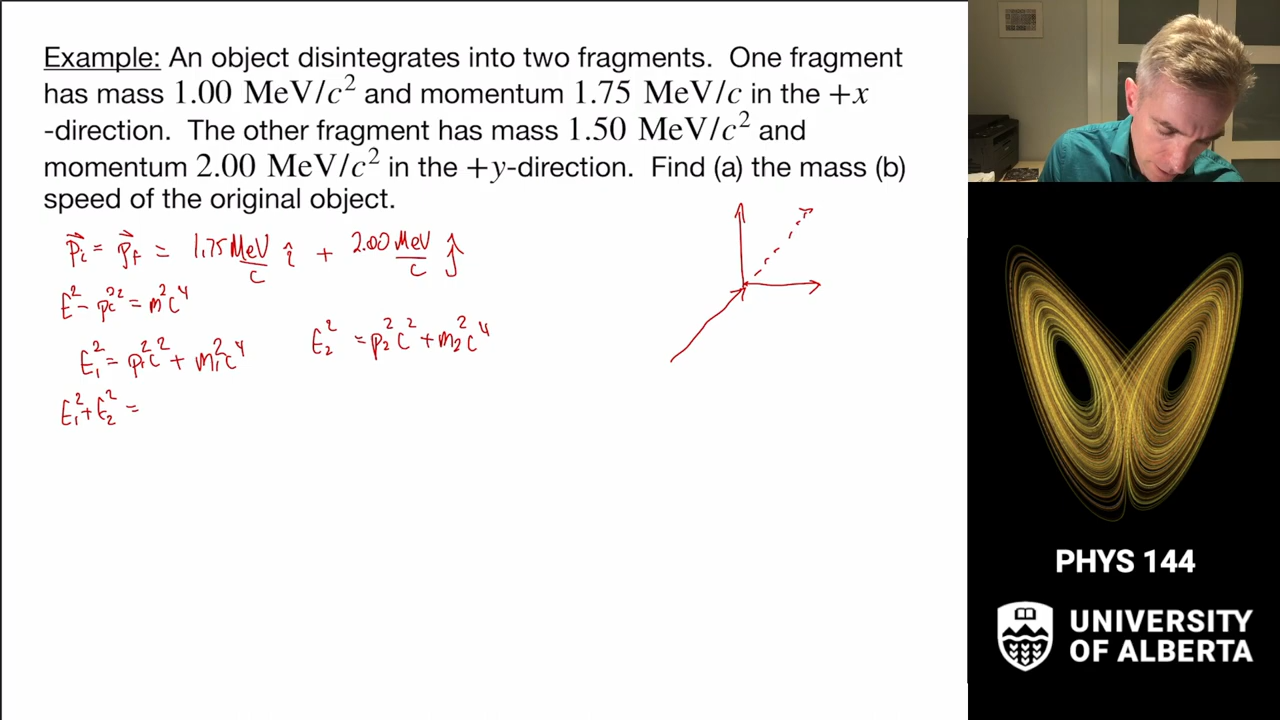 Example: An object disintegrates into two fragments. One fragment
has mass 1.00 MeV/c² and momentum 1.75 MeV/c in the +x
-direction. The other fragment has mass 1.50 MeV/c² and
momentum 2.00 MeV/c² in the +y-direction. Find (a) the mass (b)
speed of the original object.
p⃗ᵢ = p⃗_f = 1.75 MeV/c î + 2.00 MeV/c ĵ
E² - p²c² = m²c⁴
E₁² = p₁²c² + m₁²c⁴
E₂² = p₂²c² + m₂²c⁴
E₁² + E₂² =
PHYS 144
UNIVERSITY
OF ALBERTA